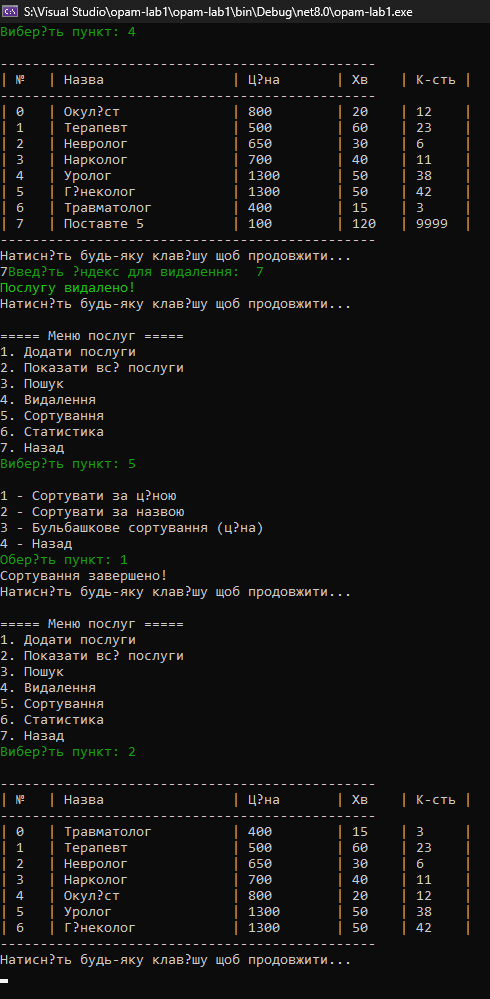 S:\Visual Studio\opam-lab1\opam-lab1\bin\Debug\net8.0\opam-lab1.exe
Вибер?ть пункт: 4
-----------------------------------------------
| № | Назва | Ц?на | Хв | К-сть |
-----------------------------------------------
| 0 | Окул?ст | 800 | 20 | 12 |
| 1 | Терапевт | 500 | 60 | 23 |
| 2 | Невролог | 650 | 30 | 6 |
| 3 | Нарколог | 700 | 40 | 11 |
| 4 | Уролог | 1300 | 50 | 38 |
| 5 | Г?неколог | 1300 | 50 | 42 |
| 6 | Травматолог | 400 | 15 | 3 |
| 7 | Поставте 5 | 100 | 120 | 9999 |
-----------------------------------------------
Натисн?ть будь-яку клав?шу щоб продовжити...
7Введ?ть ?ндекс для видалення:  7
Послугу видалено!
Натисн?ть будь-яку клав?шу щоб продовжити...
===== Меню послуг =====
1. Додати послуги
2. Показати вс? послуги
3. Пошук
4. Видалення
5. Сортування
6. Статистика
7. Назад
Вибер?ть пункт: 5
1 - Сортувати за ц?ною
2 - Сортувати за назвою
3 - Бульбашкове сортування (ц?на)
4 - Назад
Обер?ть пункт: 1
Сортування завершено!
Натисн?ть будь-яку клав?шу щоб продовжити...
===== Меню послуг =====
1. Додати послуги
2. Показати вс? послуги
3. Пошук
4. Видалення
5. Сортування
6. Статистика
7. Назад
Вибер?ть пункт: 2
-----------------------------------------------
| № | Назва | Ц?на | Хв | К-сть |
-----------------------------------------------
| 0 | Травматолог | 400 | 15 | 3 |
| 1 | Терапевт | 500 | 60 | 23 |
| 2 | Невролог | 650 | 30 | 6 |
| 3 | Нарколог | 700 | 40 | 11 |
| 4 | Окул?ст | 800 | 20 | 12 |
| 5 | Уролог | 1300 | 50 | 38 |
| 6 | Г?неколог | 1300 | 50 | 42 |
-----------------------------------------------
Натисн?ть будь-яку клав?шу щоб продовжити...